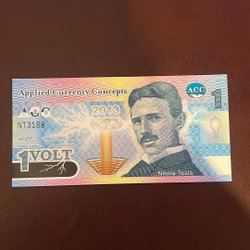 Applied Currency Concepts
ACC
ACC
1
2013
NT3188
1VOLT
Nikola Tesla